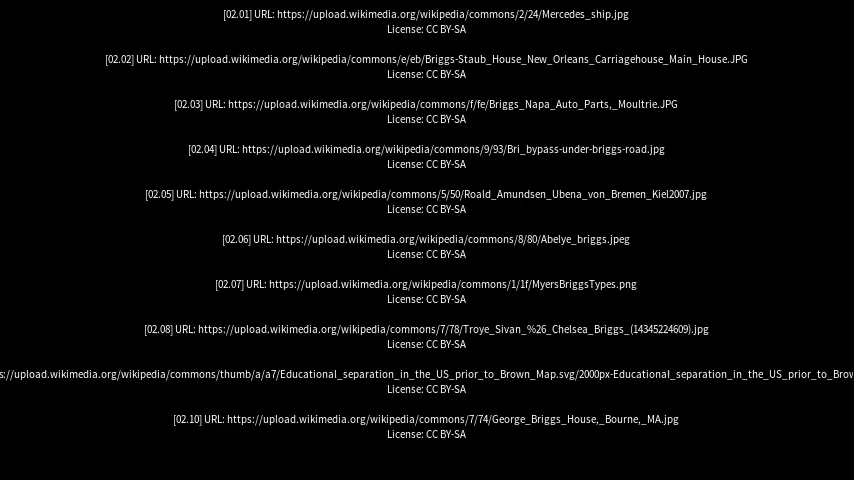 [02.01] URL: https://upload.wikimedia.org/wikipedia/commons/2/24/Mercedes_ship.jpg
License: CC BY-SA
[02.02] URL: https://upload.wikimedia.org/wikipedia/commons/e/eb/Briggs-Staub_House_New_Orleans_Carriagehouse_Main_House.JPG
License: CC BY-SA
[02.03] URL: https://upload.wikimedia.org/wikipedia/commons/f/fe/Briggs_Napa_Auto_Parts,_Moultrie.JPG
License: CC BY-SA
[02.04] URL: https://upload.wikimedia.org/wikipedia/commons/9/93/Bri_bypass-under-briggs-road.jpg
License: CC BY-SA
[02.05] URL: https://upload.wikimedia.org/wikipedia/commons/5/50/Roald_Amundsen_Ubena_von_Bremen_Kiel2007.jpg
License: CC BY-SA
[02.06] URL: https://upload.wikimedia.org/wikipedia/commons/8/80/Abelye_briggs.jpeg
License: CC BY-SA
[02.07] URL: https://upload.wikimedia.org/wikipedia/commons/1/1f/MyersBriggsTypes.png
License: CC BY-SA
[02.08] URL: https://upload.wikimedia.org/wikipedia/commons/7/78/Troye_Sivan_%26_Chelsea_Briggs_(14345224609).jpg
License: CC BY-SA
s://upload.wikimedia.org/wikipedia/commons/thumb/a/a7/Educational_separation_in_the_US_prior_to_Brown_Map.svg/2000px-Educational_separation_in_the_US_prior_to_Brow
License: CC BY-SA
[02.10] URL: https://upload.wikimedia.org/wikipedia/commons/7/74/George_Briggs_House,_Bourne,_MA.jpg
License: CC BY-SA